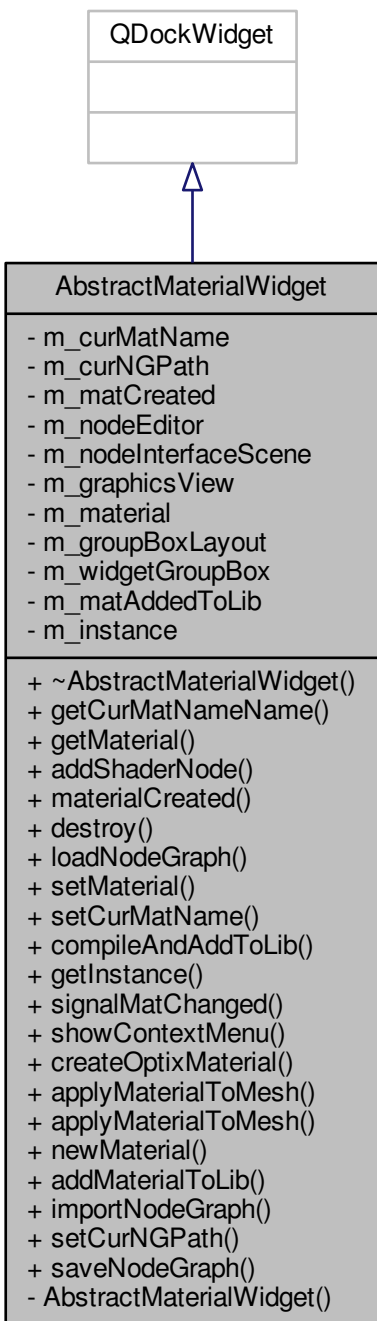 QDockWidget
AbstractMaterialWidget
- m_curMatName
- m_curNGPath
- m_matCreated
- m_nodeEditor
- m_nodeInterfaceScene
- m_graphicsView
- m_material
- m_groupBoxLayout
- m_widgetGroupBox
- m_matAddedToLib
- m_instance
+ ~AbstractMaterialWidget()
+ getCurMatNameName()
+ getMaterial()
+ addShaderNode()
+ materialCreated()
+ destroy()
+ loadNodeGraph()
+ setMaterial()
+ setCurMatName()
+ compileAndAddToLib()
+ getInstance()
+ signalMatChanged()
+ showContextMenu()
+ createOptixMaterial()
+ applyMaterialToMesh()
+ applyMaterialToMesh()
+ newMaterial()
+ addMaterialToLib()
+ importNodeGraph()
+ setCurNGPath()
+ saveNodeGraph()
- AbstractMaterialWidget()